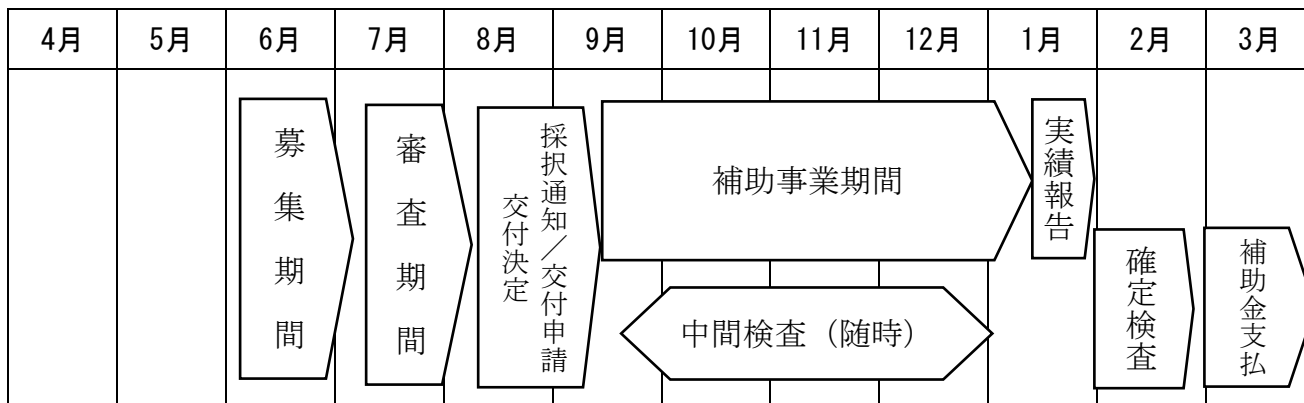 4月 5月 6月 7月 8月 9月 10月 11月 12月 1月 2月 3月
募集期間
審査期間
採択通知／交付申請
交付決定
補助事業期間
中間検査（随時）
実績報告
確定検査
補助金支払